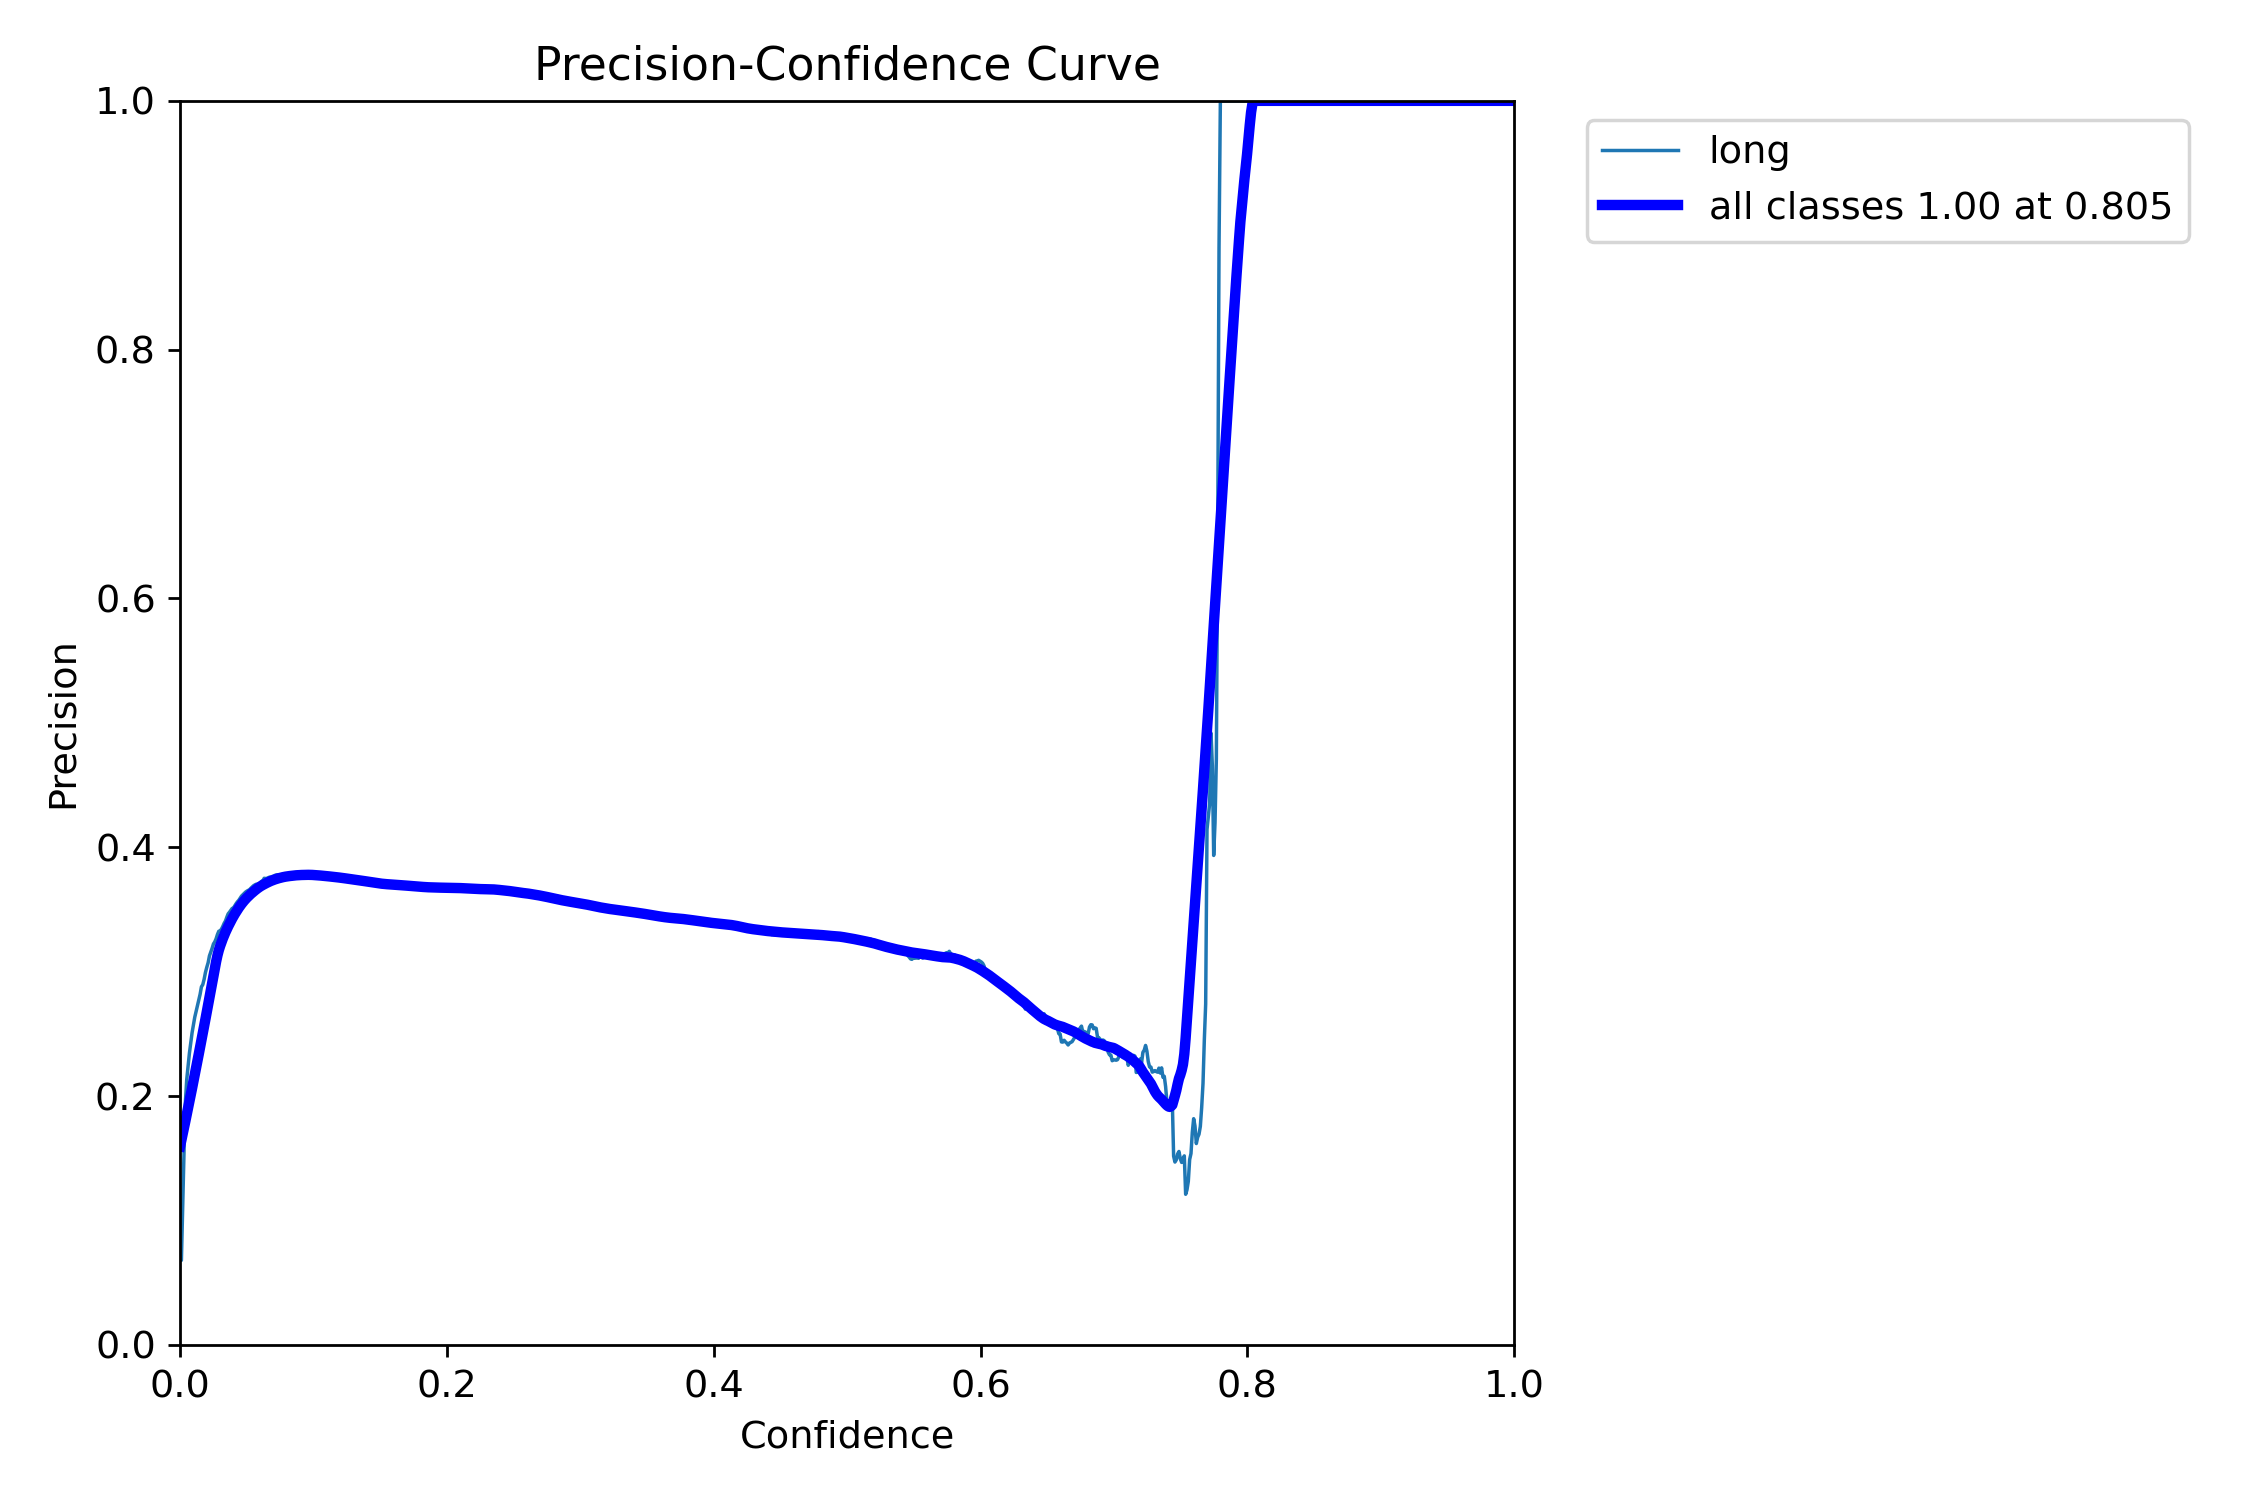 Precision-Confidence Curve
1.0
0.8
0.6
0.4
0.2
0.0
Precision
0.0 0.2 0.4 0.6 0.8 1.0
Confidence
long
all classes 1.00 at 0.805